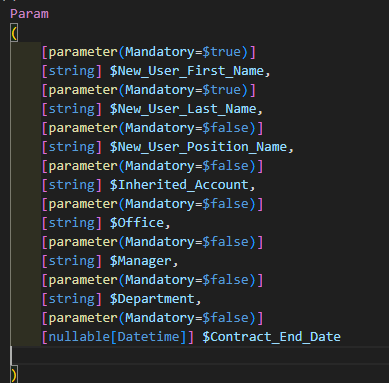 Param
(
[parameter(Mandatory=$true)]
[string] $New_User_First_Name,
[parameter(Mandatory=$true)]
[string] $New_User_Last_Name,
[parameter(Mandatory=$false)]
[string] $New_User_Position_Name,
[parameter(Mandatory=$false)]
[string] $Inherited_Account,
[parameter(Mandatory=$false)]
[string] $Office,
[parameter(Mandatory=$false)]
[string] $Manager,
[parameter(Mandatory=$false)]
[string] $Department,
[parameter(Mandatory=$false)]
[nullable[Datetime]] $Contract_End_Date
)